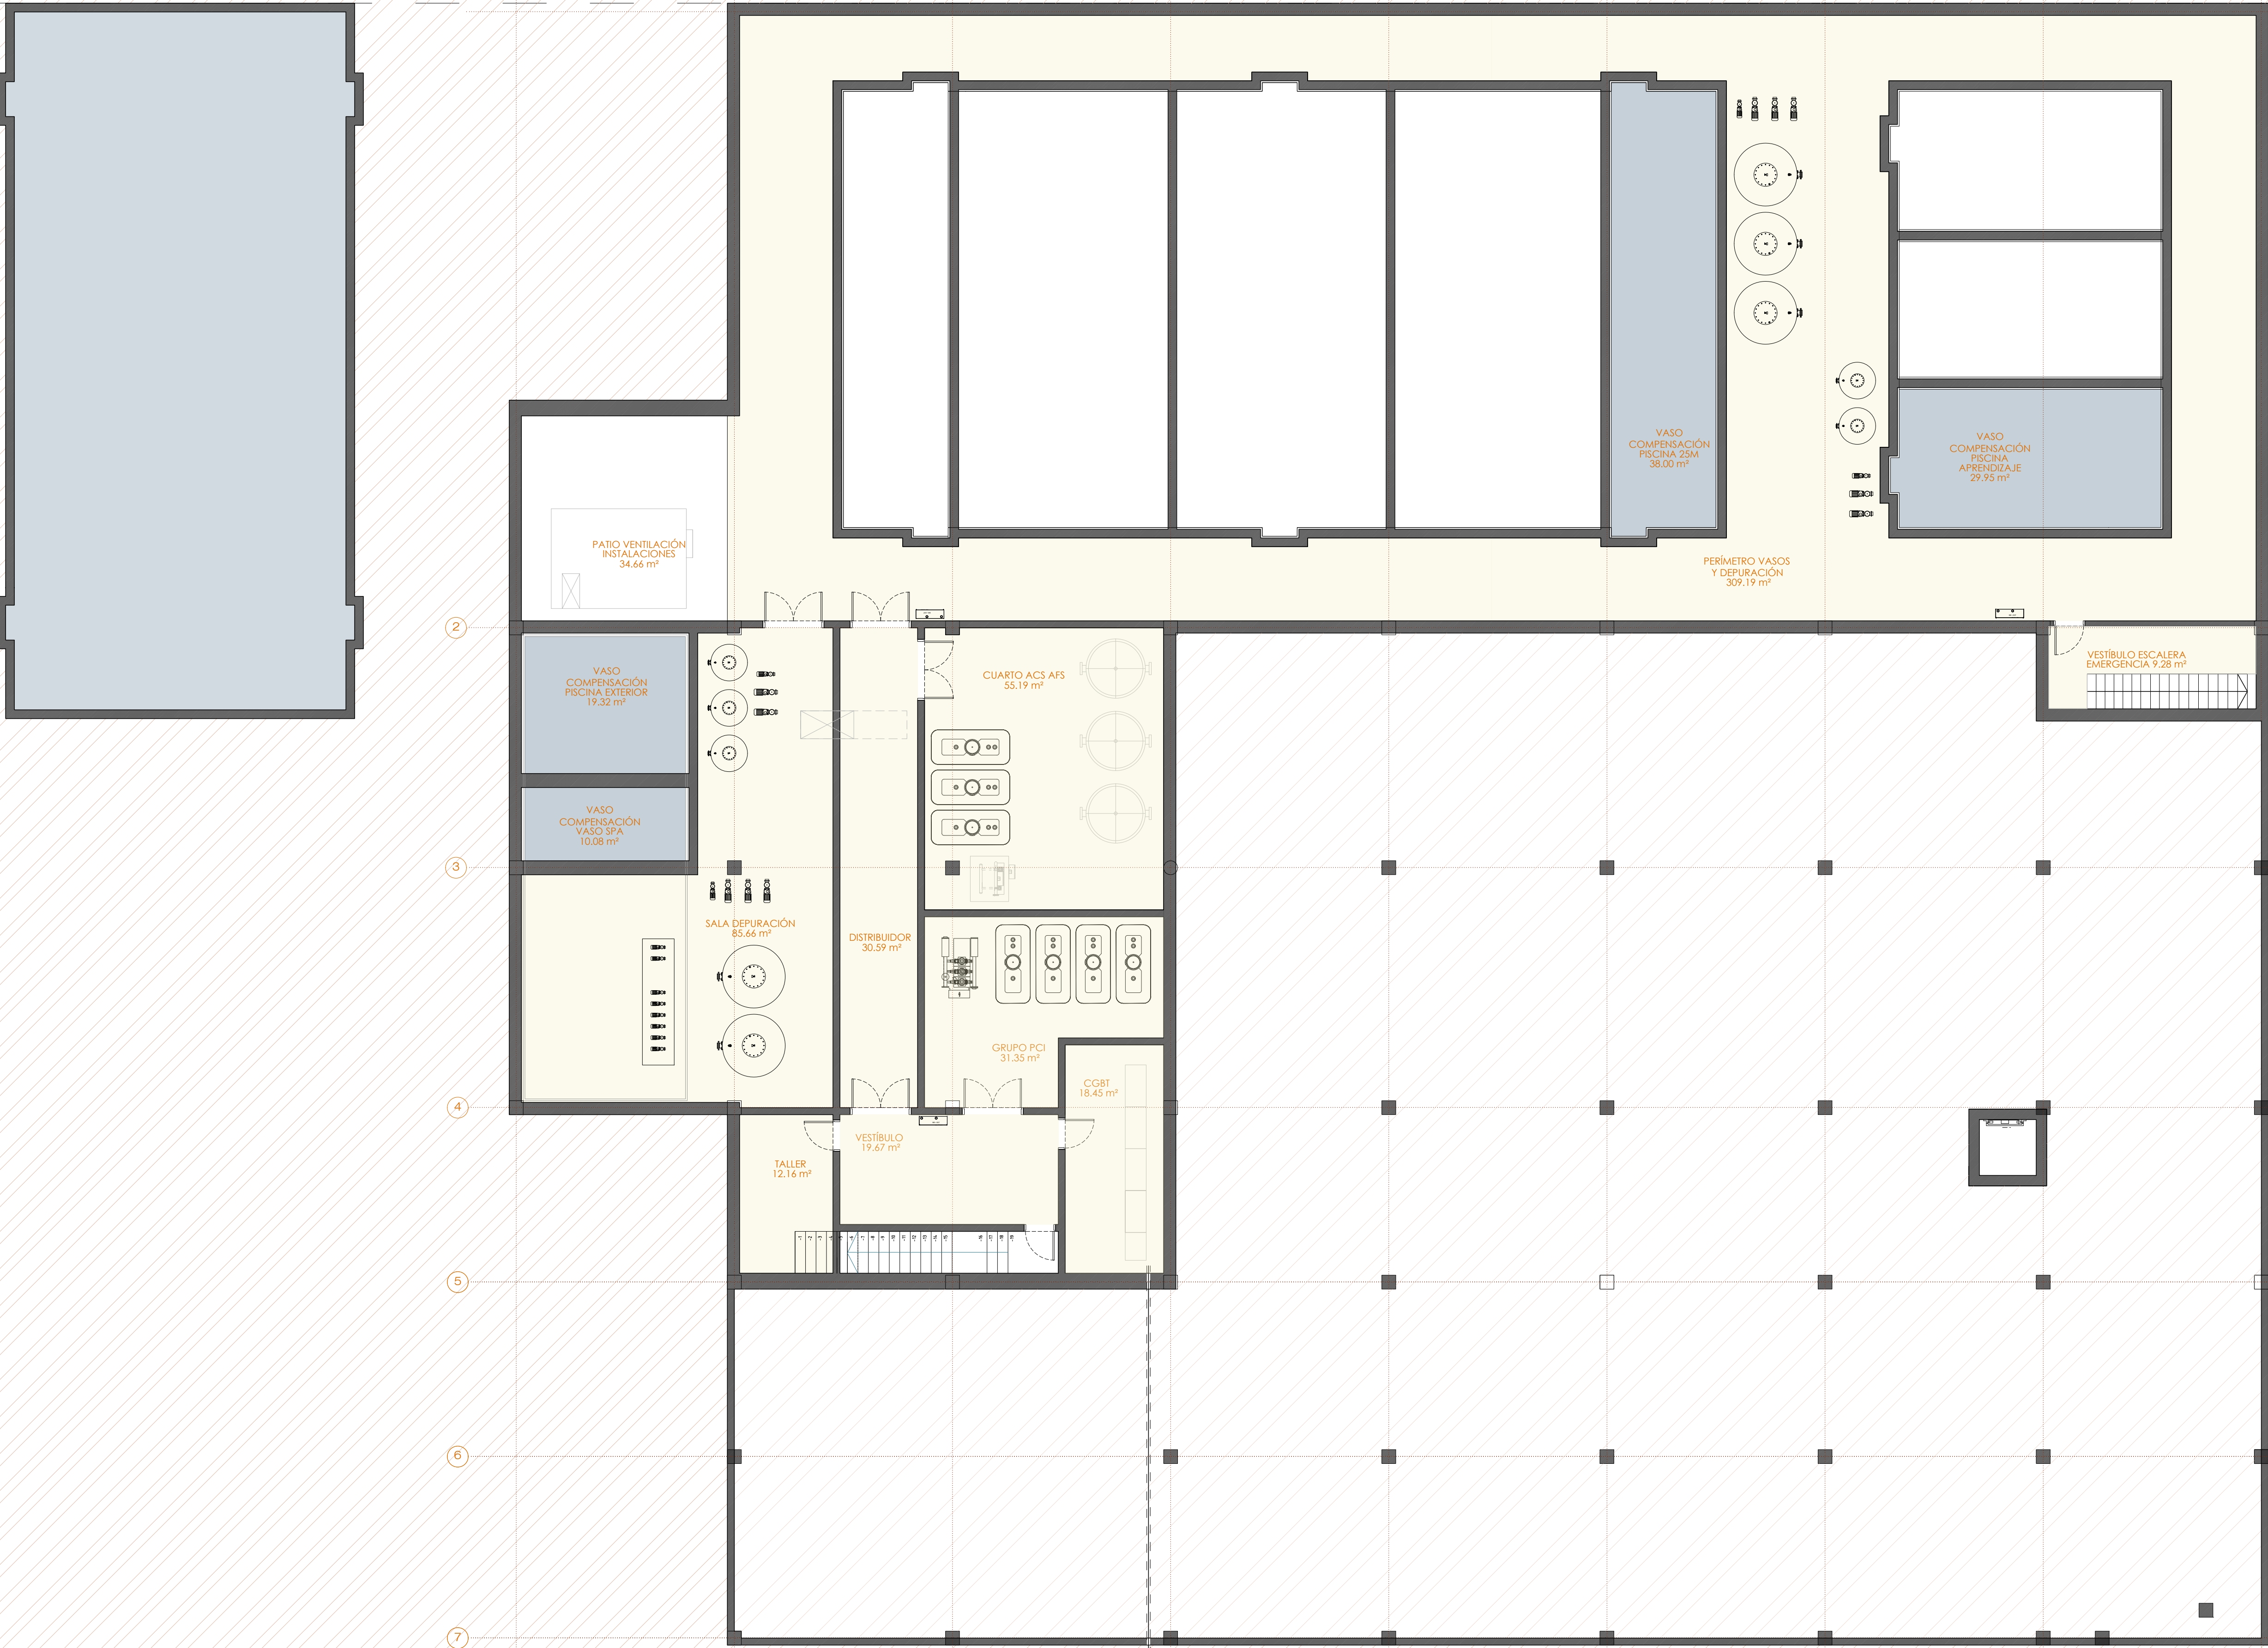 VASO
COMPENSACIÓN
PISCINA 25M
38.00 m²
VASO
COMPENSACIÓN
PISCINA
APRENDIZAJE
29.95 m²
PATIO VENTILACIÓN
INSTALACIONES
34.66 m²
PERÍMETRO VASOS
Y DEPURACIÓN
309.19 m²
2
VASO
COMPENSACIÓN
PISCINA EXTERIOR
19.32 m²
CUARTO ACS AFS
55.19 m²
VESTÍBULO ESCALERA
EMERGENCIA 9.28 m²
VASO
COMPENSACIÓN
VASO SPA
10.08 m²
3
SALA DEPURACIÓN
85.66 m²
DISTRIBUIDOR
30.59 m²
GRUPO PCI
31.35 m²
CGBT
18.45 m²
4
VESTÍBULO
19.67 m²
TALLER
12.16 m²
5
6
7